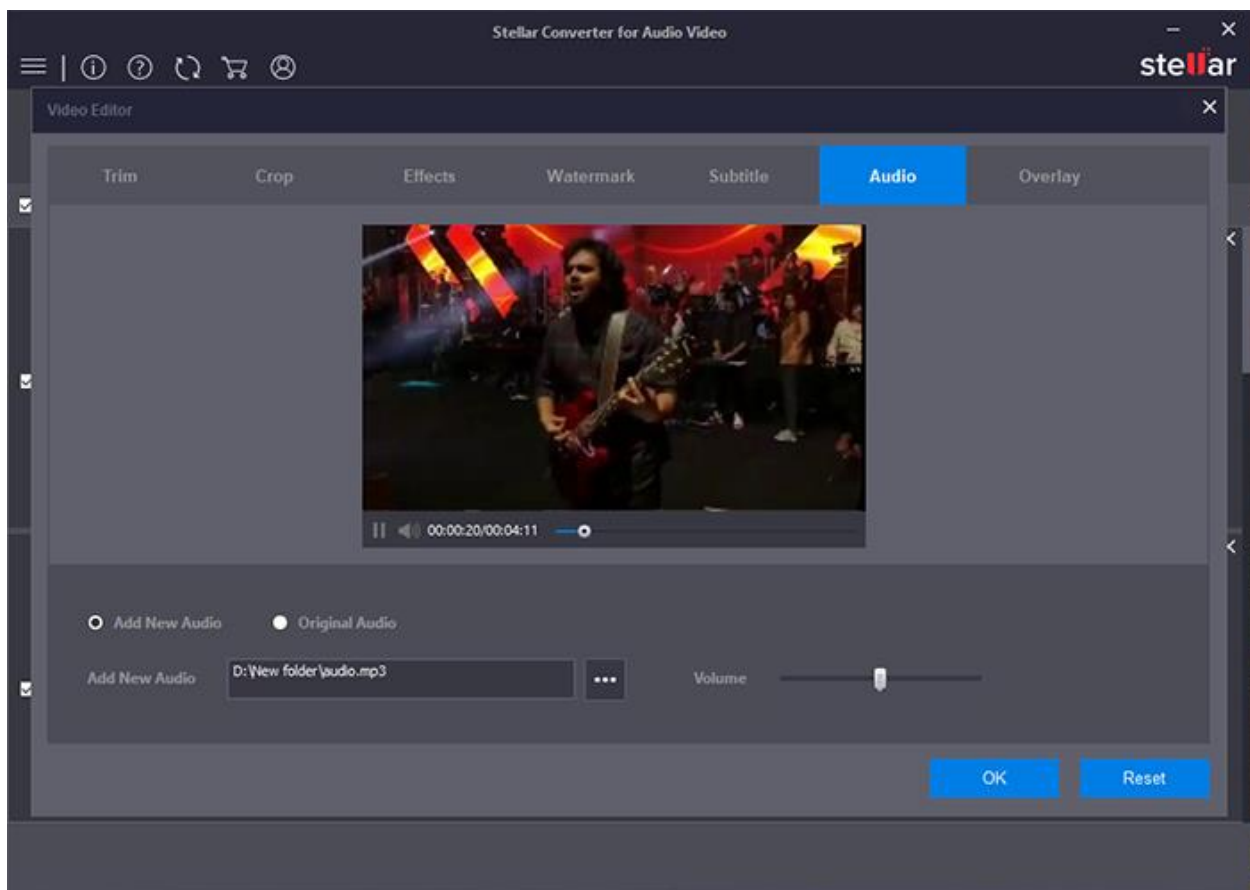 Stellar Converter for Audio Video
stellar
Video Editor
Trim Crop Effects Watermark Subtitle Audio Overlay
00:00:20/00:04:11
Add New Audio Original Audio
Add New Audio D:\New folder\audio.mp3 ... Volume
OK Reset